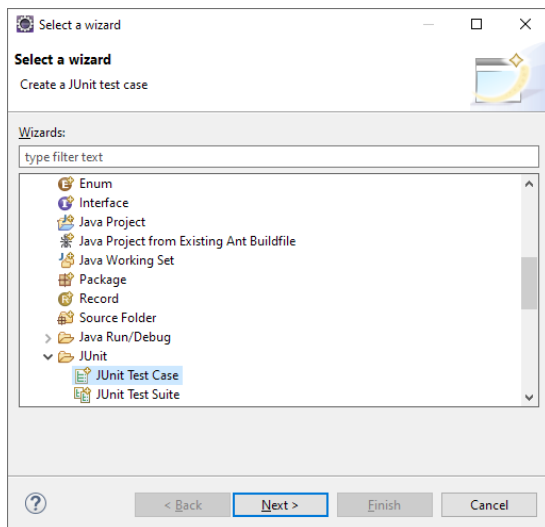 Select a wizard
Select a wizard
Create a JUnit test case
Wizards:
type filter text
Enum
Interface
Java Project
Java Project from Existing Ant Buildfile
Java Working Set
Package
Record
Source Folder
Java Run/Debug
JUnit
JUnit Test Case
JUnit Test Suite
? < Back Next > Finish Cancel